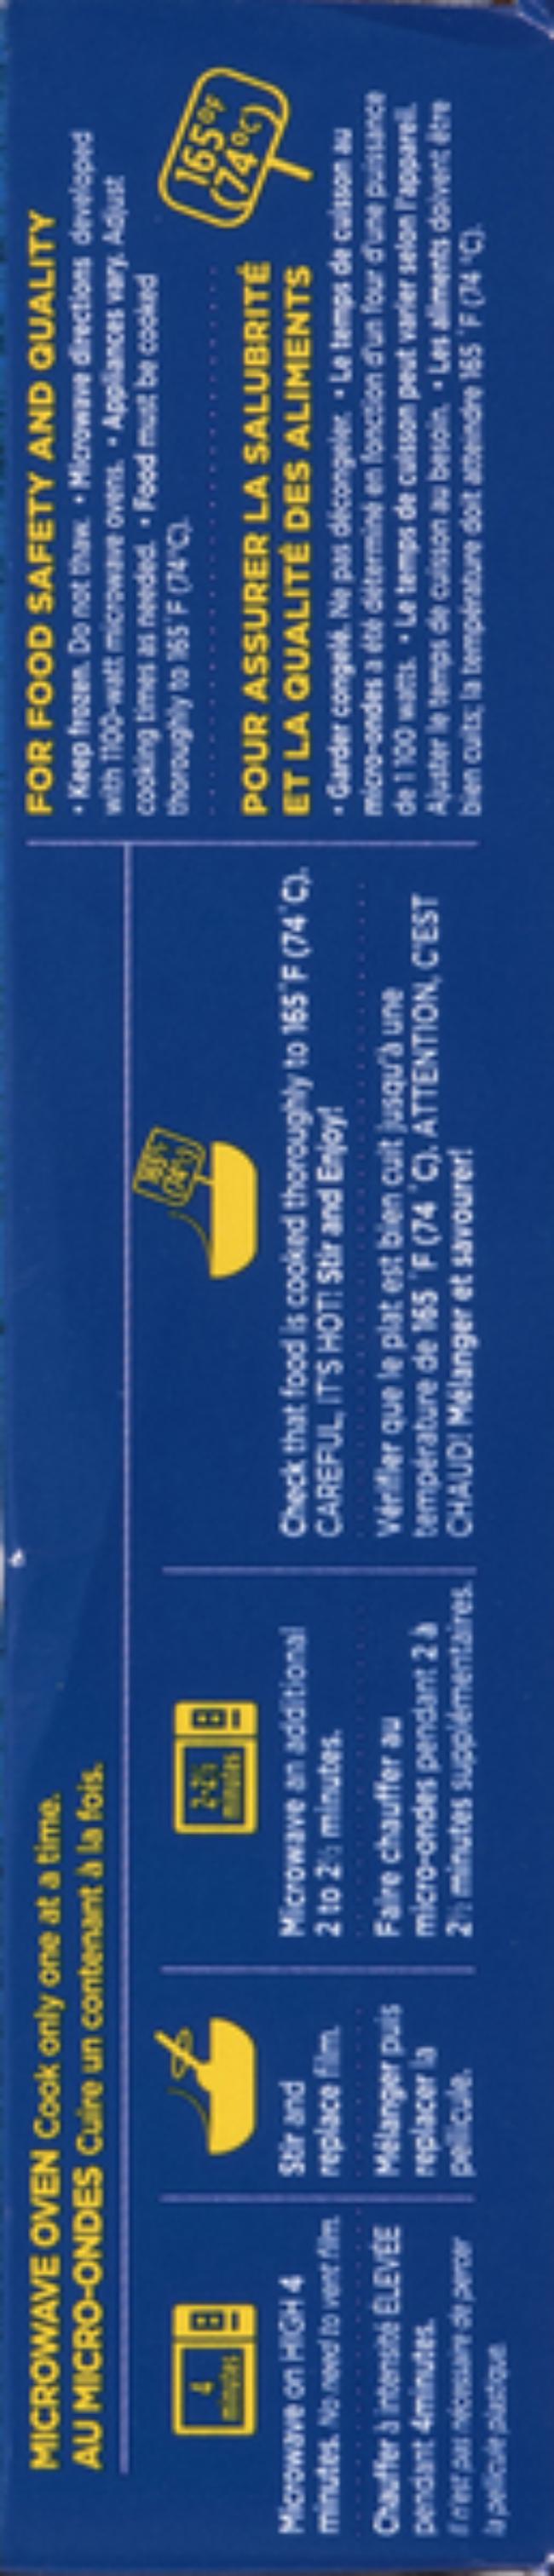 MICROWAVE OVEN Cook only one at a time.
AU MICRO-ONDES Cuire un contenant à la fois.
4
minutes
Microwave on HIGH 4
minutes. No need to vent film.
Chauffer à intensité ÉLEVÉE
pendant 4minutes.
Il n'est pas nécessaire de percer
la pellicule plastique.
Stir and
replace film.
Mélanger puis
replacer la
pellicule.
2-2½
minutes
Microwave an additional
2 to 2½ minutes.
Faire chauffer au
micro-ondes pendant 2 à
2½ minutes supplémentaires.
165°F
(74°C)
Check that food is cooked thoroughly to 165°F (74°C).
CAREFUL, IT'S HOT! Stir and Enjoy!
Vérifier que le plat est bien cuit jusqu'à une
température de 165 °F (74 °C). ATTENTION, C'EST
CHAUD! Mélanger et savourer!
FOR FOOD SAFETY AND QUALITY
• Keep frozen. Do not thaw. • Microwave directions developed
with 1100-watt microwave ovens. • Appliances vary. Adjust
cooking times as needed. • Food must be cooked
thoroughly to 165°F (74°C).
165°F
(74°C)
POUR ASSURER LA SALUBRITÉ
ET LA QUALITÉ DES ALIMENTS
• Garder congelé. Ne pas décongeler. • Le temps de cuisson au
micro-ondes a été déterminé en fonction d'un four d'une puissance
de 1 100 watts. • Le temps de cuisson peut varier selon l'appareil.
Ajuster le temps de cuisson au besoin. • Les aliments doivent être
bien cuits; la température doit atteindre 165 °F (74 °C).